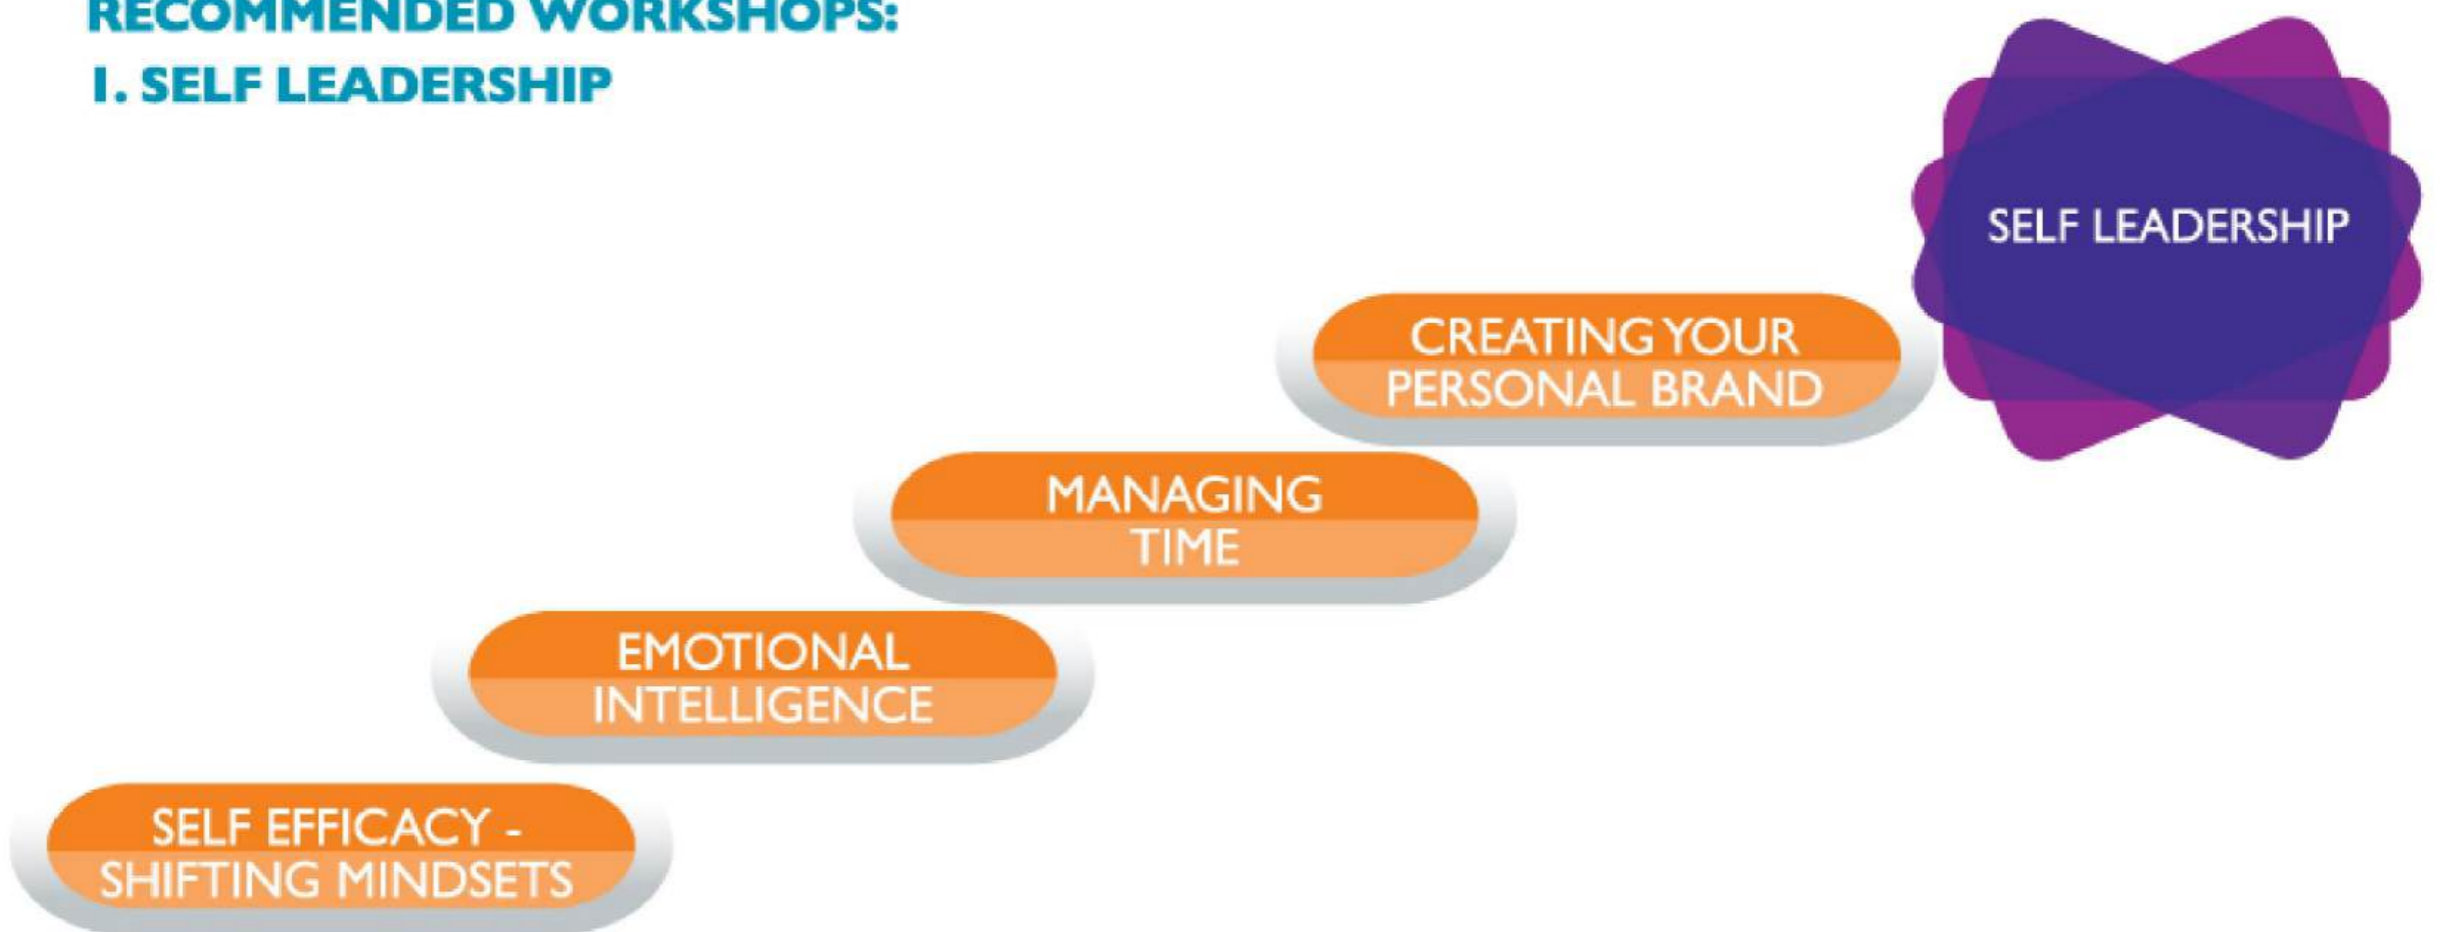 RECOMMENDED WORKSHOPS:
1. SELF LEADERSHIP
SELF LEADERSHIP
CREATING YOUR
PERSONAL BRAND
MANAGING
TIME
EMOTIONAL
INTELLIGENCE
SELF EFFICACY -
SHIFTING MINDSETS